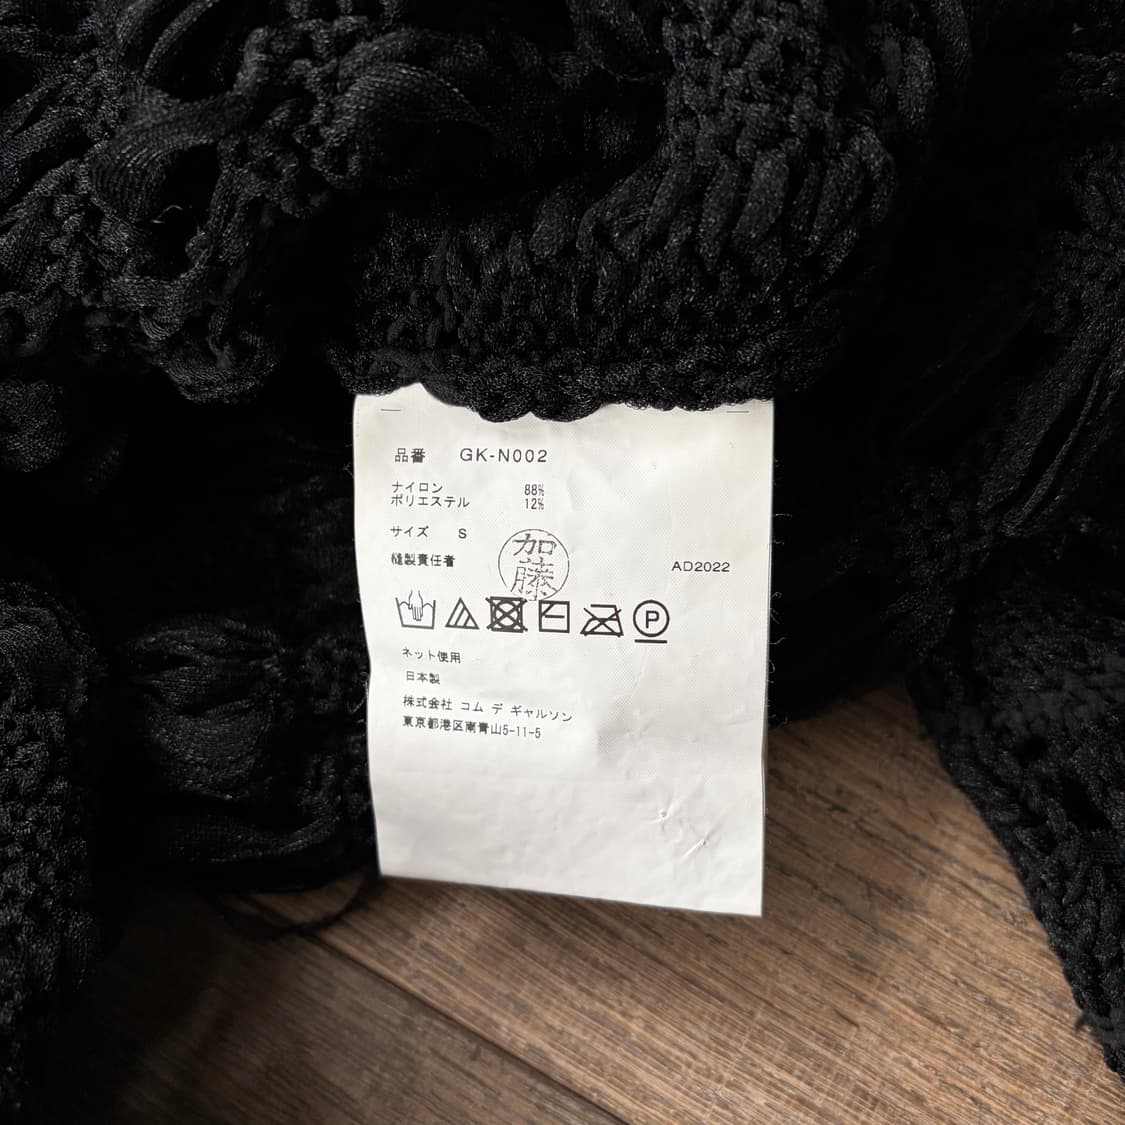 品番 GK-N002
ナイロン 88%
ポリエステル 12%
サイズ S
縫製責任者 加藤 AD2022
P
ネット使用
日本製
株式会社 コム デ ギャルソン
東京都港区南青山5-11-5